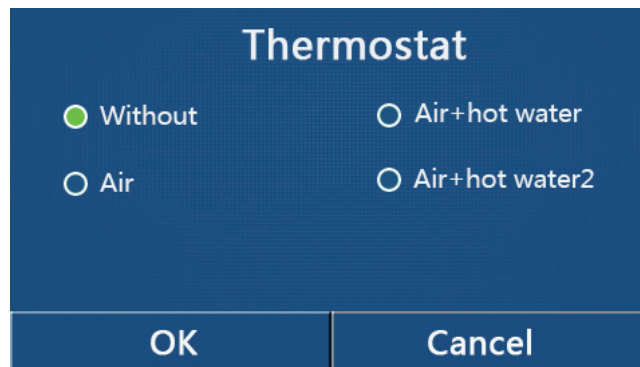 Thermostat
Without
Air+hot water
Air
Air+hot water2
OK
Cancel